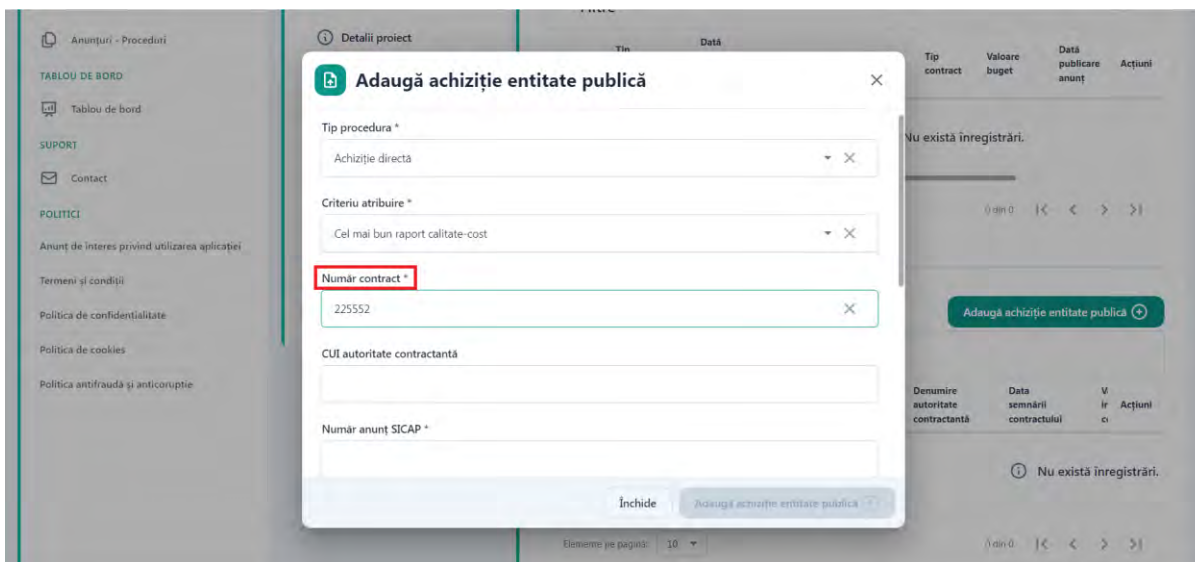 Anunțuri - Proceduri
TABLOU DE BORD
Tablou de bord
SUPORT
Contact
POLITICI
Anunț de interes privind utilizarea aplicației
Termeni și condiții
Politica de confidentialitate
Politica de cookies
Politica antifraudă și anticorupție
Detalii proiect
Tip
Dată
Tip contract
Valoare buget
Dată publicare anunț
Acțiuni
Nu există înregistrări.
0 din 0
Adaugă achiziție entitate publică
Denumire autoritate contractantă
Data semnării contractului
V
Acțiuni
Nu există înregistrări.
Elemente pe pagină: 10
0 din 0
Adaugă achiziție entitate publică
Tip procedura *
Achiziție directă
Criteriu atribuire *
Cel mai bun raport calitate-cost
Număr contract *
225552
CUI autoritate contractantă
Număr anunț SICAP *
Închide
Adaugă achiziție entitate publică